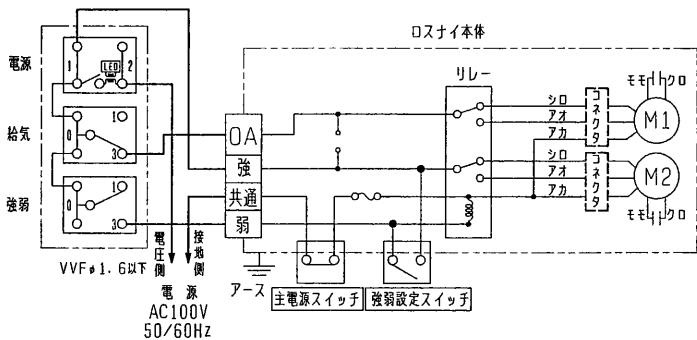 ロスナイ本体
電源
1
LED
2
リレー
モモ
クロ
シロ
アオ
アカ
コネクタ
M1
給気
0
1
3
OA
強
シロ
アオ
アカ
コネクタ
M2
モモ
クロ
強弱
0
1
3
共通
弱
VVFφ1.6以下
電圧側
接地側
アース
主電源スイッチ
強弱設定スイッチ
電源
AC100V
50/60Hz